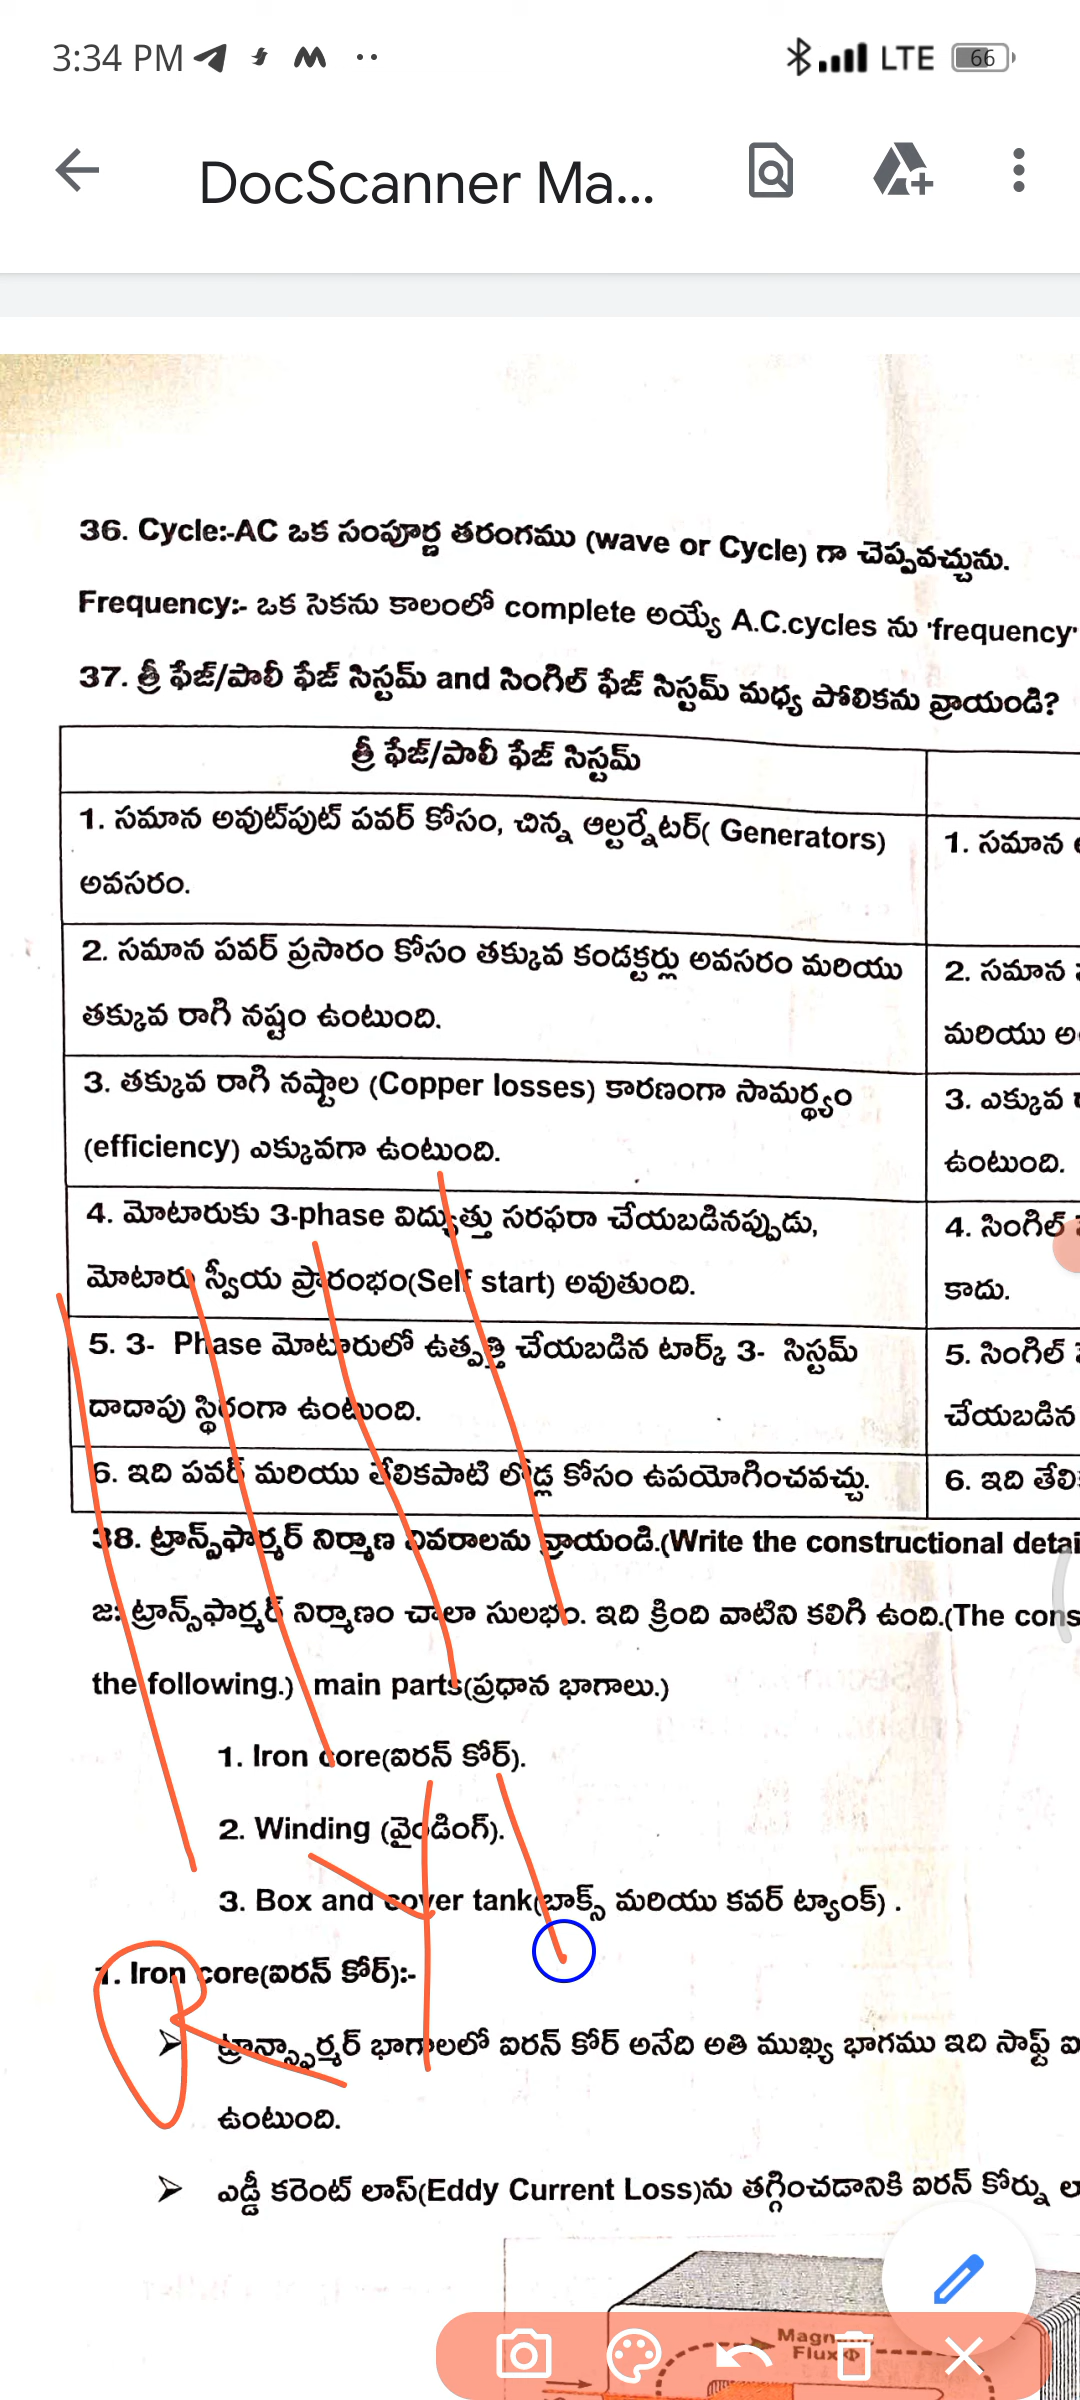 3:34 PM
LTE
66
DocScanner Ma...
36. Cycle:-AC ఒక సంపూర్ణ తరంగము (wave or Cycle) గా చెప్పవచ్చును.
Frequency:- ఒక సెకను కాలంలో complete అయ్యే A.C.cycles ను 'frequency'
37. త్రీ ఫేజ్/పాలీ ఫేజ్ సిస్టమ్ and సింగిల్ ఫేజ్ సిస్టమ్ మధ్య పోలికను వ్రాయండి?
త్రీ ఫేజ్/పాలీ ఫేజ్ సిస్టమ్
1. సమాన అవుట్‌పుట్ పవర్ కోసం, చిన్న ఆల్టర్నేటర్( Generators)
అవసరం.
1. సమాన
2. సమాన పవర్ ప్రసారం కోసం తక్కువ కండక్టర్లు అవసరం మరియు
తక్కువ రాగి నష్టం ఉంటుంది.
2. సమాన
మరియు
3. తక్కువ రాగి నష్టాల (Copper losses) కారణంగా సామర్థ్యం
(efficiency) ఎక్కువగా ఉంటుంది.
3. ఎక్కువ
ఉంటుంది.
4. మోటారుకు 3-phase విద్యుత్తు సరఫరా చేయబడినప్పుడు,
మోటారు స్వీయ ప్రారంభం(Self start) అవుతుంది.
4. సింగిల్
కాదు.
5. 3- Phase మోటారులో ఉత్పత్తి చేయబడిన టార్క్ 3- సిస్టమ్
దాదాపు స్థిరంగా ఉంటుంది.
5. సింగిల్
చేయబడిన
6. ఇది పవర్ మరియు తేలికపాటి లోడ్ల కోసం ఉపయోగించవచ్చు.
6. ఇది
38. ట్రాన్స్‌ఫార్మర్ నిర్మాణ వివరాలను వ్రాయండి.(Write the constructional detai
జ: ట్రాన్స్‌ఫార్మర్ నిర్మాణం చాలా సులభం. ఇది క్రింది వాటిని కలిగి ఉంది.(The cons
the following.) main parts(ప్రధాన భాగాలు.)
1. Iron core(ఐరన్ కోర్).
2. Winding (వైండింగ్).
3. Box and cover tank(బాక్స్ మరియు కవర్ ట్యాంక్) .
1. Iron core(ఐరన్ కోర్):-
➢ ట్రాన్స్ఫార్మర్ భాగాలలో ఐరన్ కోర్ అనేది అతి ముఖ్య భాగము ఇది సాఫ్ట్
ఉంటుంది.
➢ ఎడ్డీ కరెంట్ లాస్(Eddy Current Loss)ను తగ్గించడానికి ఐరన్ కోర్ను
R Y
Flux Φ